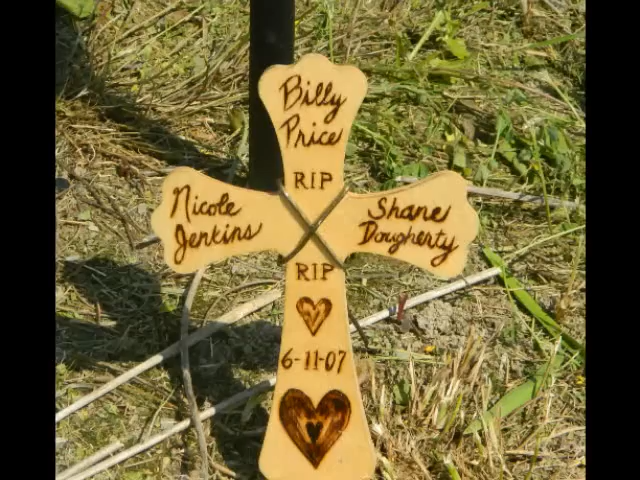 Billy
Price
RIP
Nicole
Jenkins
Shane
Dougherty
RIP
6-11-07